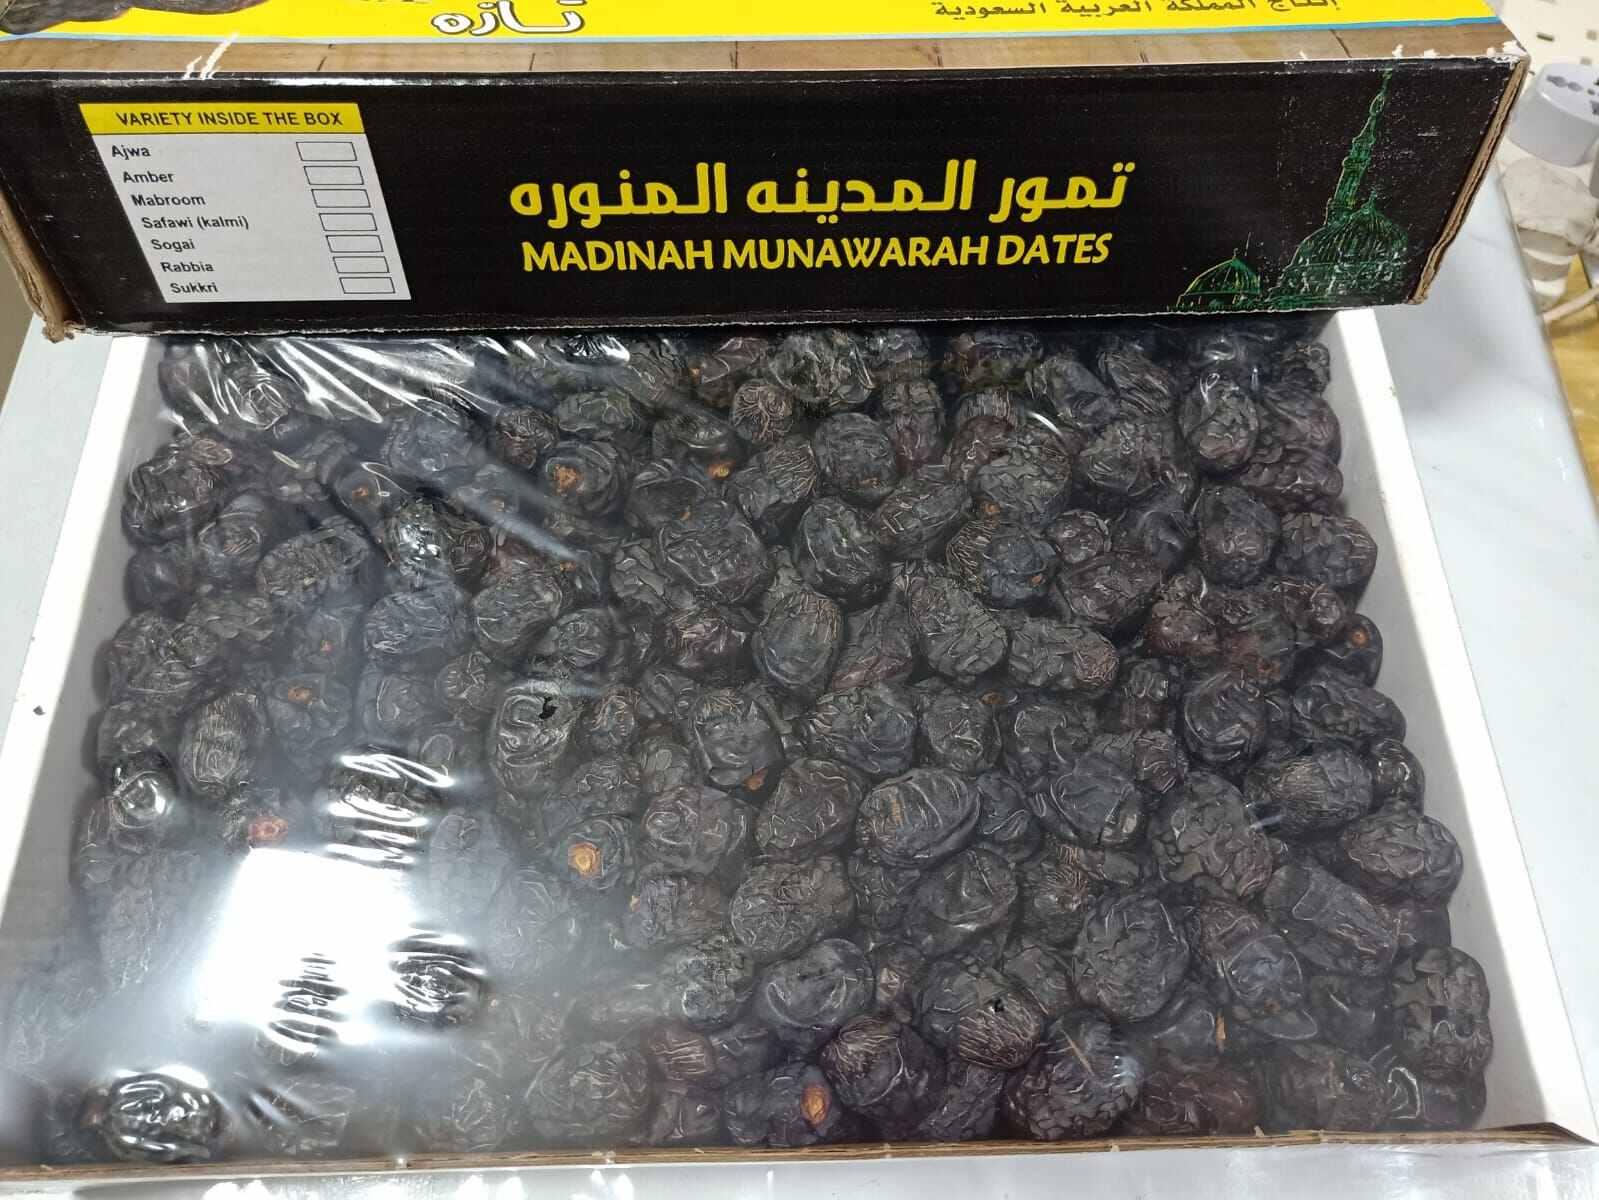 تازه
إنتاج المملكة العربية السعودية
VARIETY INSIDE THE BOX
Ajwa
Amber
Mabroom
Safawi (kalmi)
Sogai
Rabbia
Sukkri
تمور المدينه المنوره
MADINAH MUNAWARAH DATES